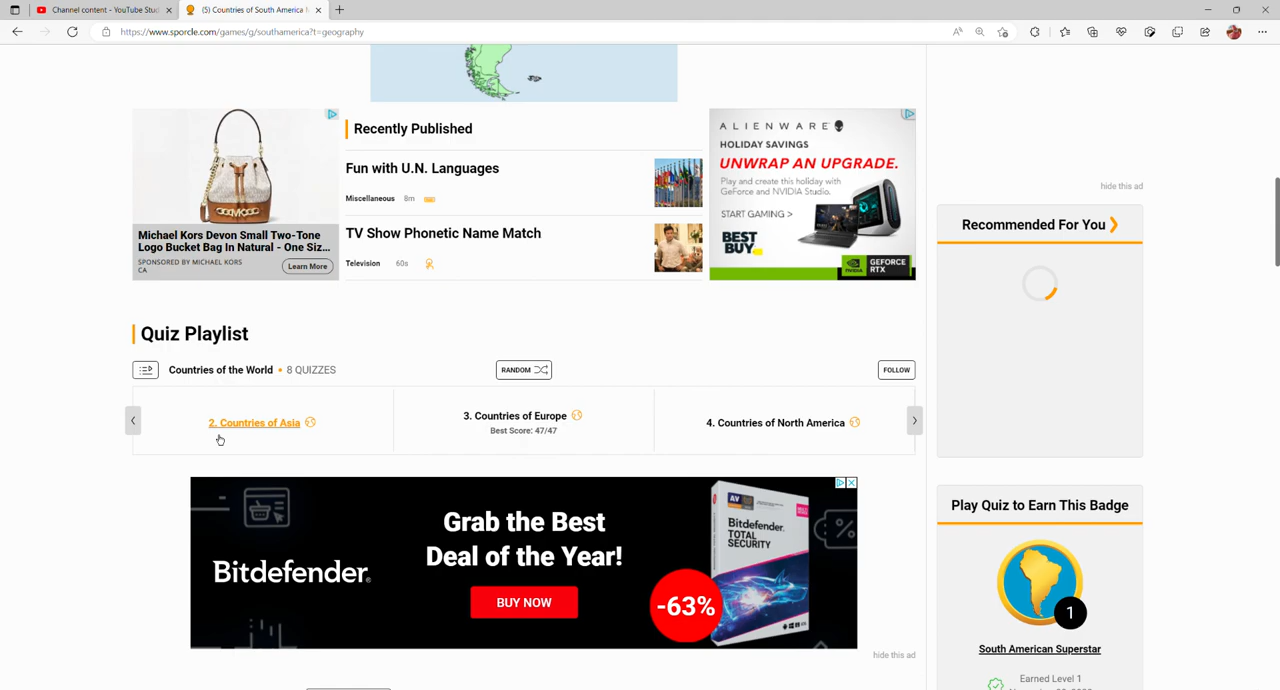 Channel content - YouTube Stud
(5) Countries of South America M
https://www.sporcle.com/games/g/southamerica?t=geography
Recently Published
Fun with U.N. Languages
Miscellaneous 8m
TV Show Phonetic Name Match
Television 60s
Michael Kors Devon Small Two-Tone
Logo Bucket Bag In Natural - One Siz...
SPONSORED BY MICHAEL KORS
CA
Learn More
ALIENWARE
HOLIDAY SAVINGS
UNWRAP AN UPGRADE.
Play and create this holiday with
GeForce and NVIDIA Studio.
START GAMING >
BEST
BUY
NVIDIA
GEFORCE
RTX
hide this ad
Recommended For You
Quiz Playlist
Countries of the World • 8 QUIZZES
RANDOM
FOLLOW
2. Countries of Asia
3. Countries of Europe
Best Score: 47/47
4. Countries of North America
Bitdefender.
Grab the Best
Deal of the Year!
BUY NOW
-63%
Bitdefender
TOTAL
SECURITY
hide this ad
Play Quiz to Earn This Badge
1
South American Superstar
Earned Level 1